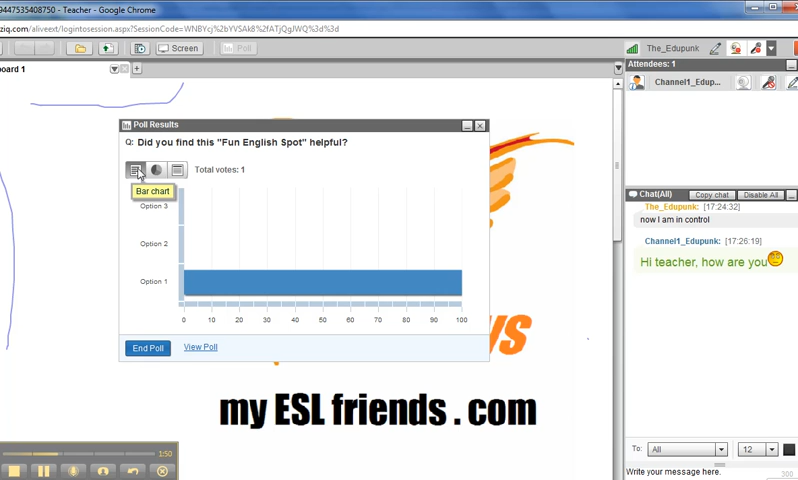 9447535408750 - Teacher - Google Chrome
ziq.com/aliveext/logintosession.aspx?SessionCode=WNBYcj%2bYVSAk8%2fATjQgJRd%3d%3d
Screen
Poll
The_Edupunk
oard 1
Attendees: 1
Channel1_Edup...
Poll Results
Q: Did you find this "Fun English Spot" helpful?
Total votes: 1
Bar chart
Option 3
Option 2
Option 1
0 10 20 30 40 50 60 70 80 90 100
End Poll
View Poll
Chat(All)
Copy chat
Disable All
The_Edupunk: [17:24:32]
now I am in control
Channel1_Edupunk: [17:26:19]
Hi teacher, how are you
my ESL friends . com
To: All
12
Write your message here.
300
1:50